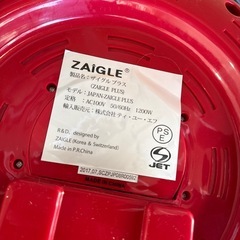 ZAiGLE®
製品名：ザイグル プラス
(ZAIGLE PLUS)
モデル：JAPAN-ZAIGLE PLUS
定格：AC100V 50/60Hz 1200W
輸入販売元：株式会社 ティ・ユー・エフ
R&D. designed by
ZAIGLE(Korea & Switzerland)
Made in P.R.China
PSE
JET